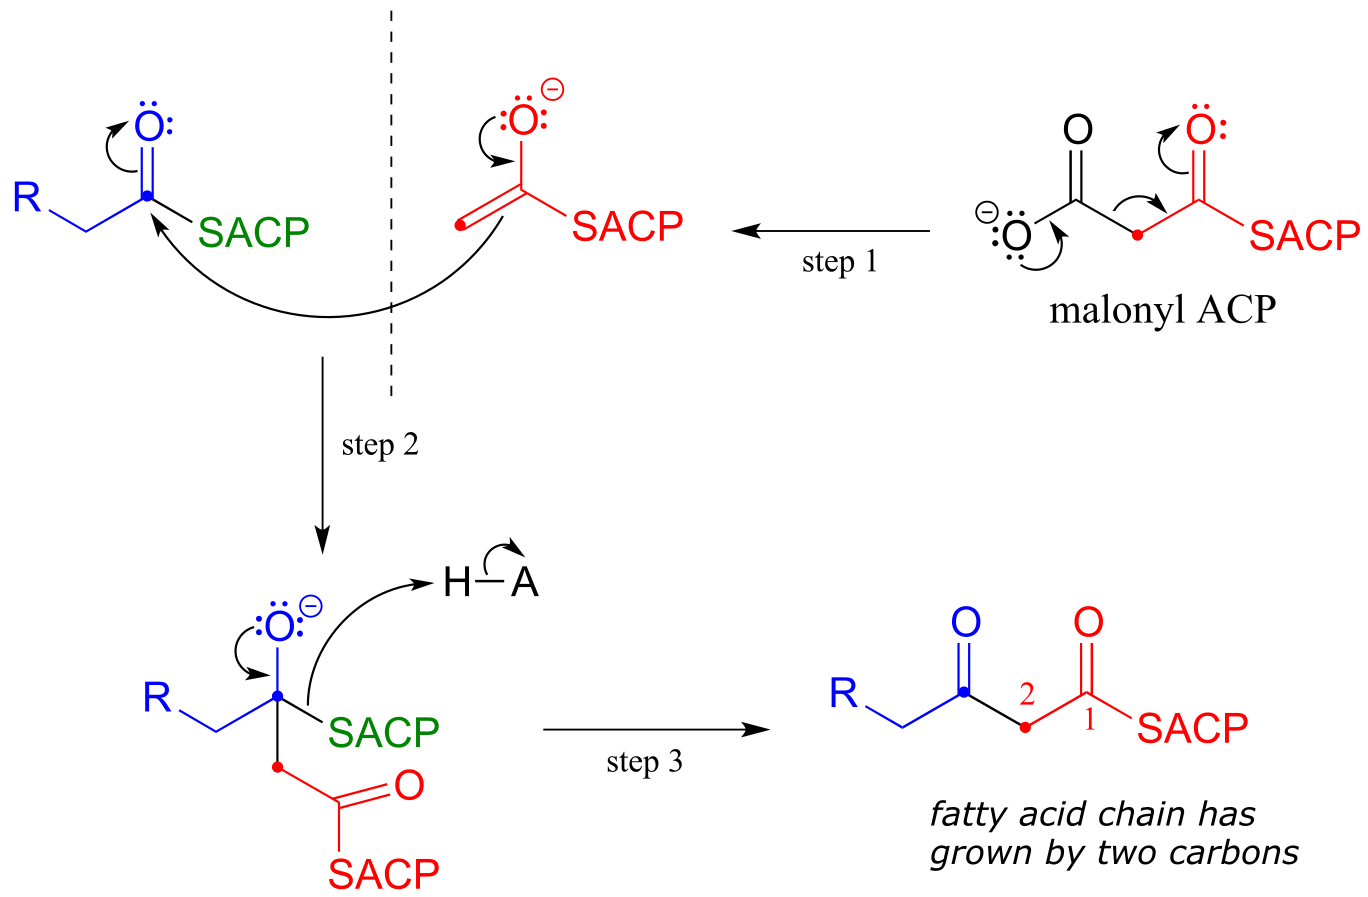 O
O
O
O
R
SACP
SACP
O
SACP
step 1
malonyl ACP
step 2
H
A
O
O
O
R
R
2
1
SACP
SACP
step 3
O
SACP
fatty acid chain has
grown by two carbons